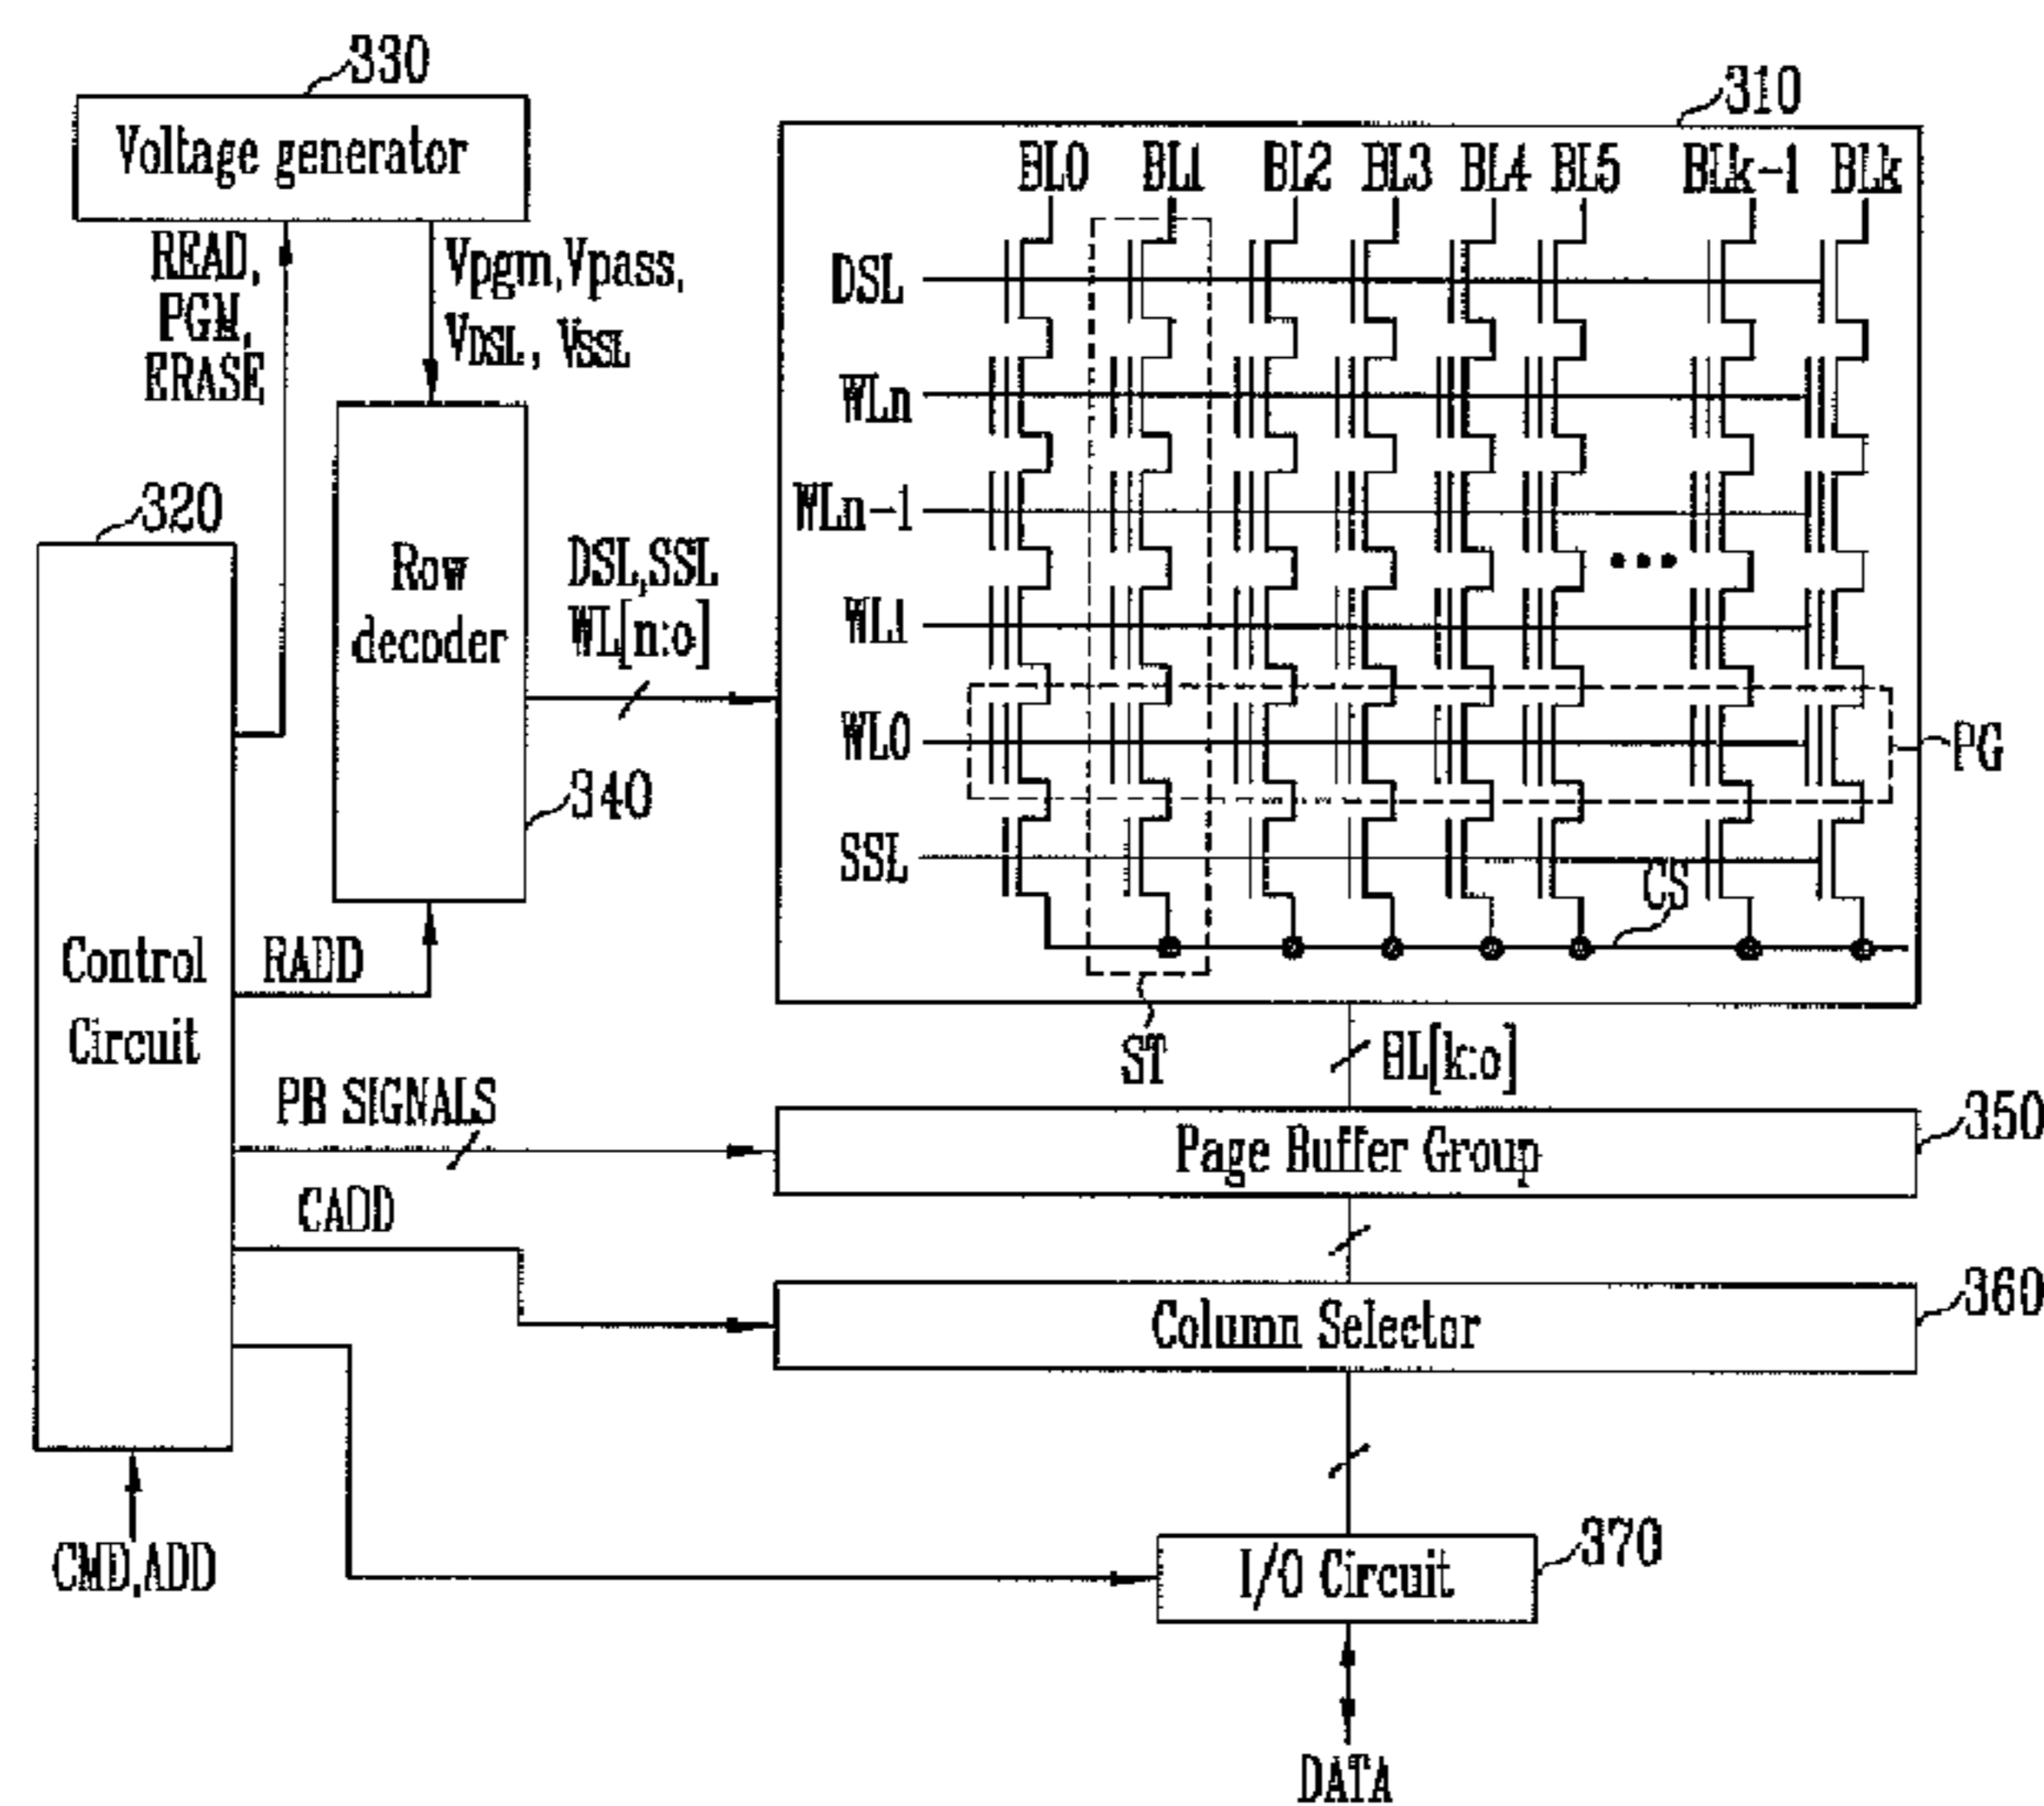 330
Voltage generator
READ,
PGM,
ERASE
Vpgm,Vpass,
VDSL, VSSL
310
BL0 BL1 BL2 BL3 BL4 BL5 BLk-1 BLk
DSL
WLn
WLn-1
WL1
WL0
SSL
CS
PG
ST
320
Control
Circuit
Row
decoder
340
DSL,SSL
WL[n:o]
RADD
BL[k:o]
PB SIGNALS
Page Buffer Group
350
CADD
Column Selector
360
I/O Circuit
370
CMD,ADD
DATA